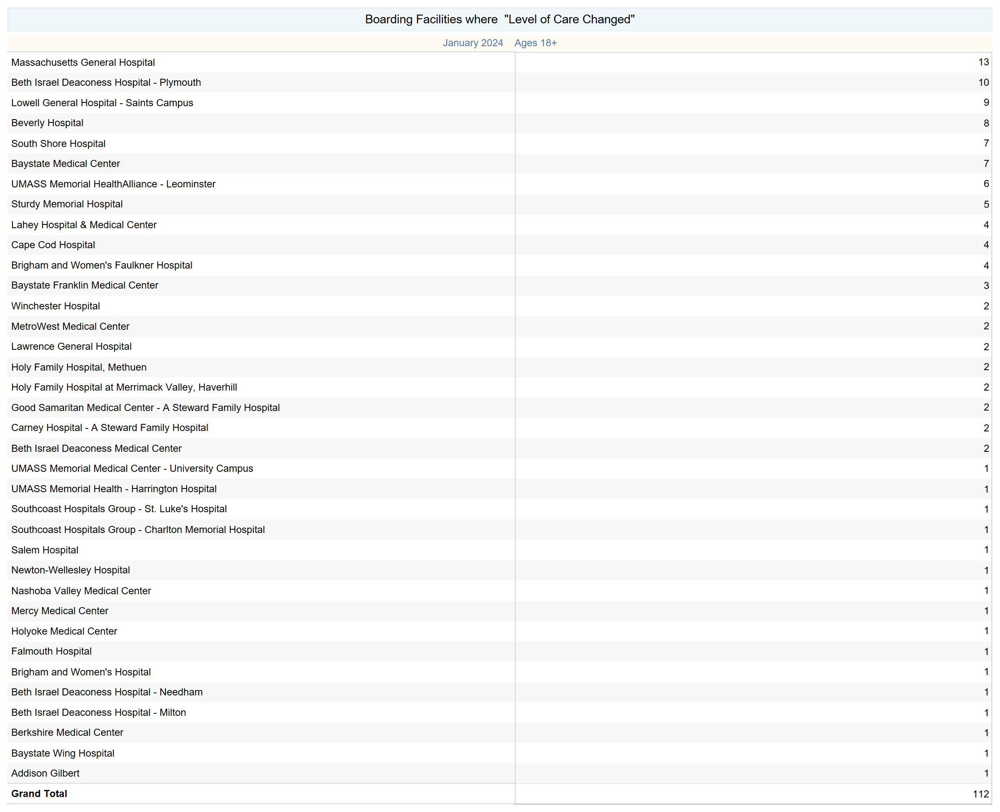 Boarding Facilities where "Level of Care Changed"
January 2024 Ages 18+
Massachusetts General Hospital 13
Beth Israel Deaconess Hospital - Plymouth 10
Lowell General Hospital - Saints Campus 9
Beverly Hospital 8
South Shore Hospital 7
Baystate Medical Center 7
UMASS Memorial HealthAlliance - Leominster 6
Sturdy Memorial Hospital 5
Lahey Hospital & Medical Center 4
Cape Cod Hospital 4
Brigham and Women's Faulkner Hospital 4
Baystate Franklin Medical Center 3
Winchester Hospital 2
MetroWest Medical Center 2
Lawrence General Hospital 2
Holy Family Hospital, Methuen 2
Holy Family Hospital at Merrimack Valley, Haverhill 2
Good Samaritan Medical Center - A Steward Family Hospital 2
Carney Hospital - A Steward Family Hospital 2
Beth Israel Deaconess Medical Center 2
UMASS Memorial Medical Center - University Campus 1
UMASS Memorial Health - Harrington Hospital 1
Southcoast Hospitals Group - St. Luke's Hospital 1
Southcoast Hospitals Group - Charlton Memorial Hospital 1
Salem Hospital 1
Newton-Wellesley Hospital 1
Nashoba Valley Medical Center 1
Mercy Medical Center 1
Holyoke Medical Center 1
Falmouth Hospital 1
Brigham and Women's Hospital 1
Beth Israel Deaconess Hospital - Needham 1
Beth Israel Deaconess Hospital - Milton 1
Berkshire Medical Center 1
Baystate Wing Hospital 1
Addison Gilbert 1
Grand Total 112